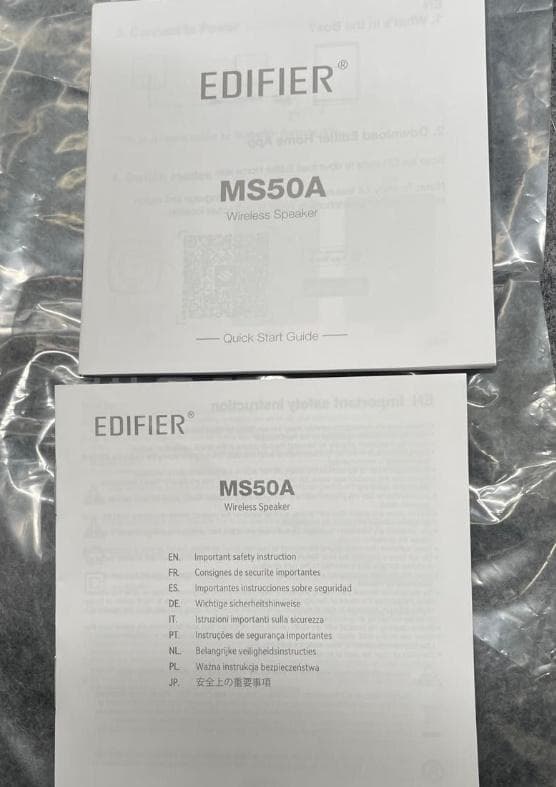 EDIFIER®
MS50A
Wireless Speaker
Quick Start Guide
EDIFIER®
MS50A
Wireless Speaker
EN. Important safety instruction
FR. Consignes de securite importantes
ES. Importantes instrucciones sobre seguridad
DE. Wichtige sicherheitshinweise
IT. Istruzioni importanti sulla sicurezza
PT. Instruções de segurança importantes
NL. Belangrijke veiligheidsinstructies
PL. Ważna instrukcja bezpieczeństwa
JP. 安全上の重要事項